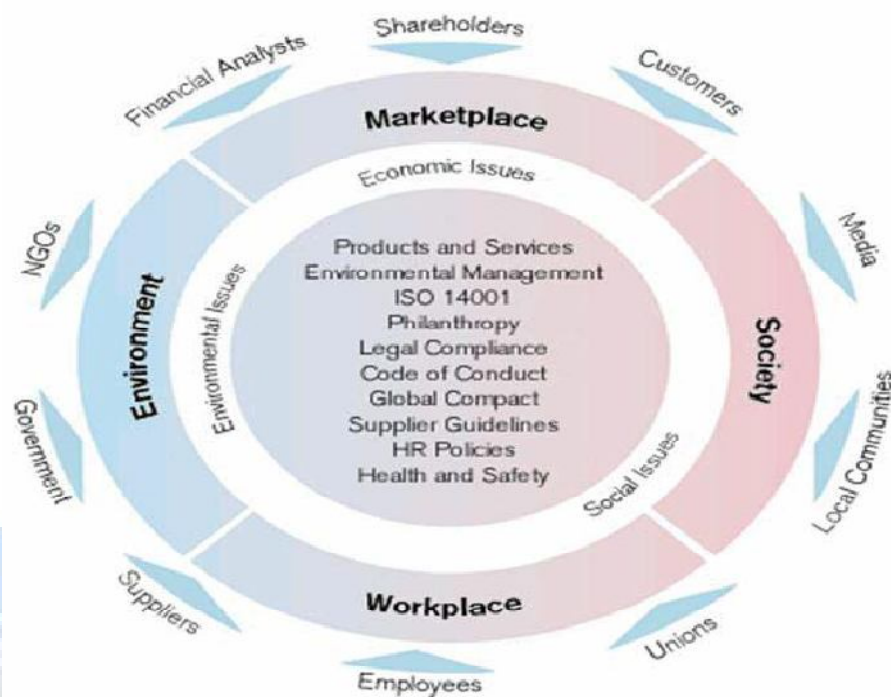 Shareholders
Financial Analysts
Customers
Marketplace
Economic Issues
NGOs
Media
Products and Services
Environmental Management
ISO 14001
Philanthropy
Legal Compliance
Code of Conduct
Global Compact
Supplier Guidelines
HR Policies
Health and Safety
Environment
Environmental Issues
Society
Social Issues
Government
Local Communities
Suppliers
Workplace
Unions
Employees